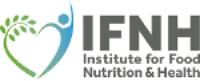 IFNH
Institute for Food
Nutrition & Health